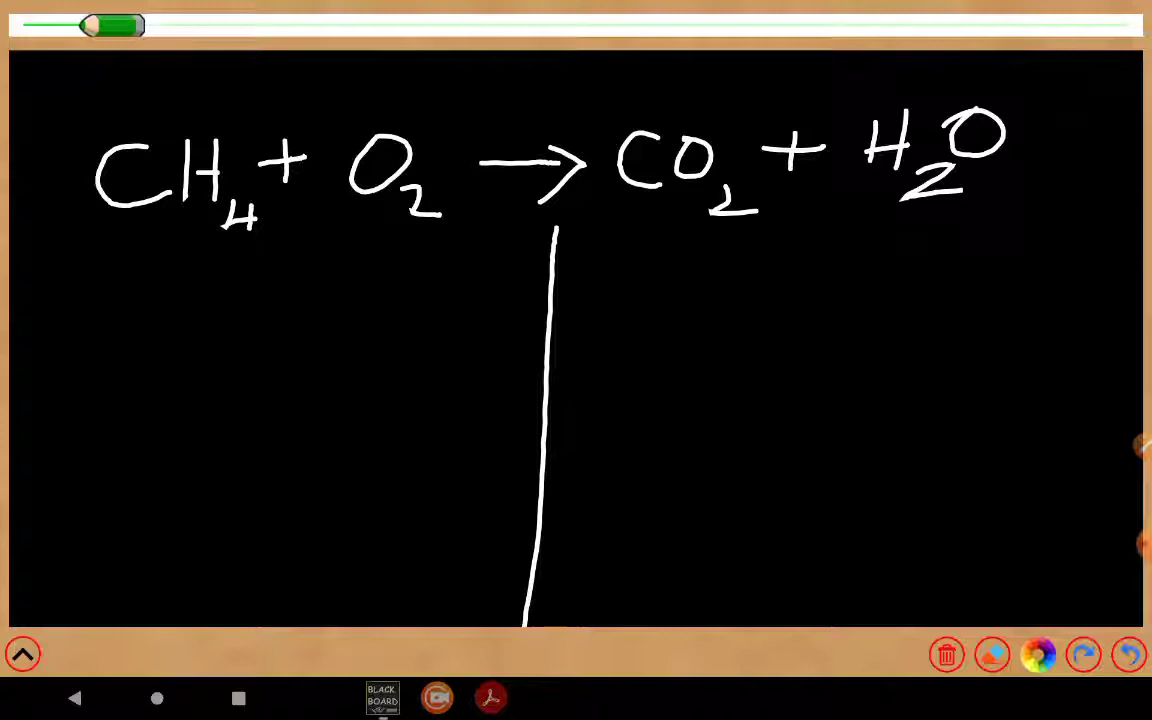 CH₄ + O₂ → CO₂ + H₂O
BLACK
BOARD